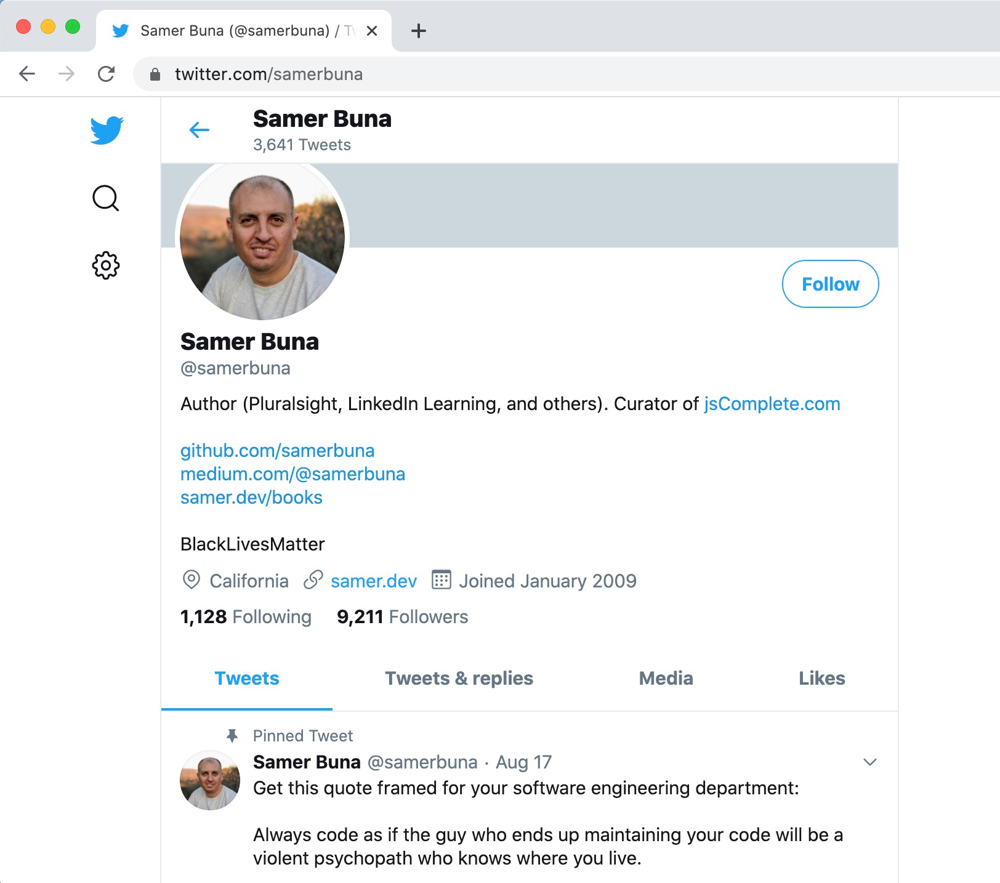 Samer Buna (@samerbuna) / Tw
twitter.com/samerbuna
Samer Buna
3,641 Tweets
Follow
Samer Buna
@samerbuna
Author (Pluralsight, LinkedIn Learning, and others). Curator of jsComplete.com
github.com/samerbuna
medium.com/@samerbuna
samer.dev/books
BlackLivesMatter
California samer.dev Joined January 2009
1,128 Following 9,211 Followers
Tweets Tweets & replies Media Likes
Pinned Tweet
Samer Buna @samerbuna · Aug 17
Get this quote framed for your software engineering department:
Always code as if the guy who ends up maintaining your code will be a
violent psychopath who knows where you live.